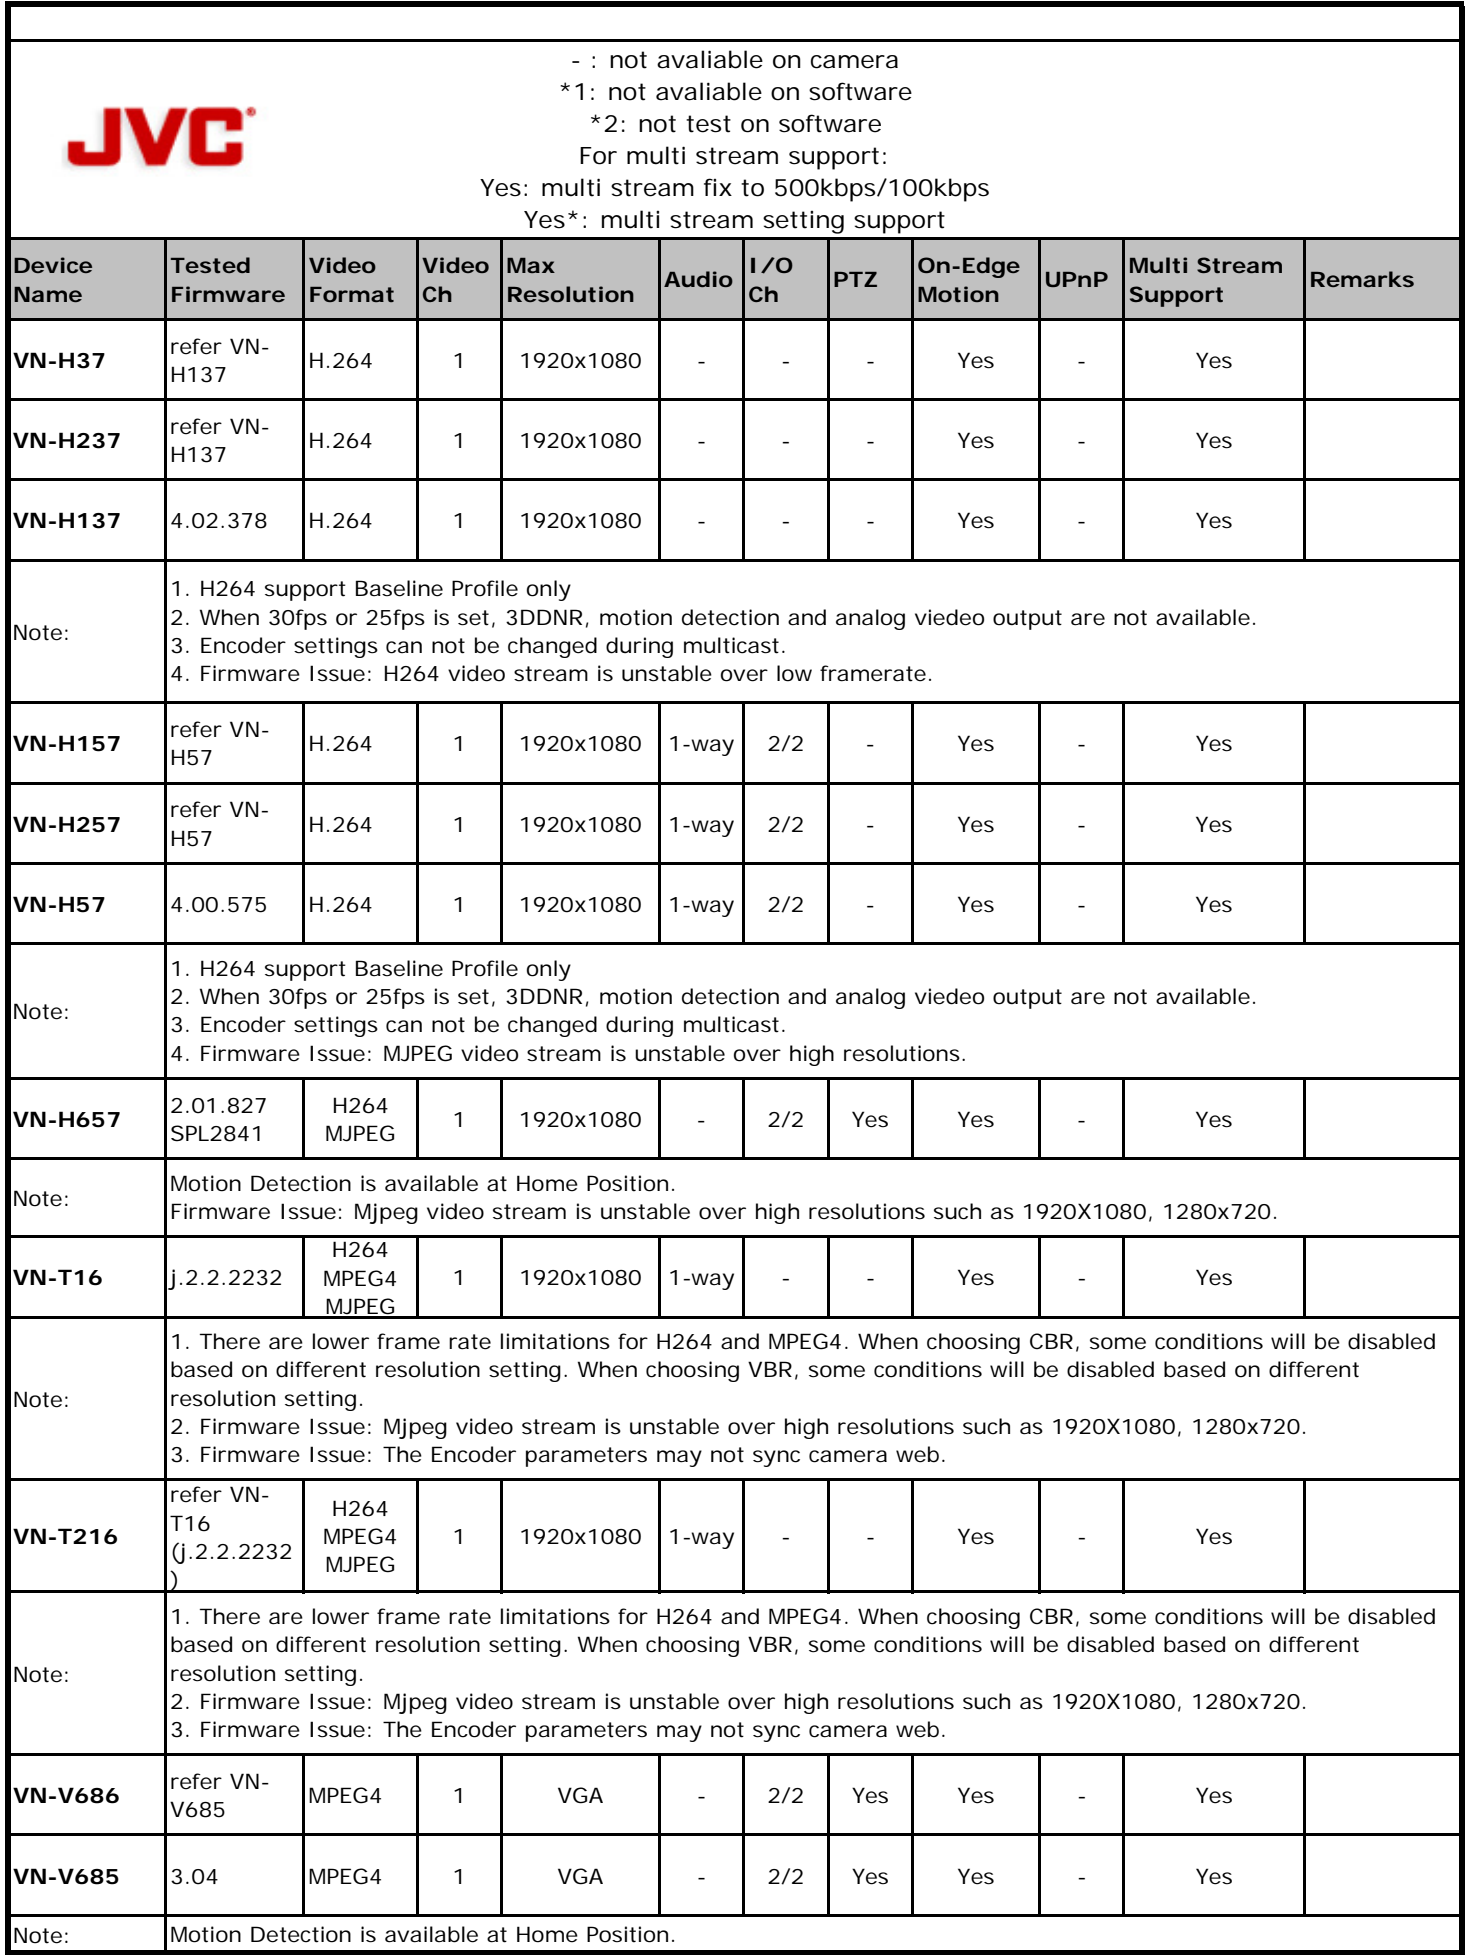 - : not avaliable on camera
*1: not avaliable on software
*2: not test on software
For multi stream support:
Yes: multi stream fix to 500kbps/100kbps
Yes*: multi stream setting support
JVC®
Device Name Tested Firmware Video Format Video Ch Max Resolution Audio I/O Ch PTZ On-Edge Motion UPnP Multi Stream Support Remarks
VN-H37 refer VN-H137 H.264 1 1920x1080 - - - Yes - Yes
VN-H237 refer VN-H137 H.264 1 1920x1080 - - - Yes - Yes
VN-H137 4.02.378 H.264 1 1920x1080 - - - Yes - Yes
Note:
1. H264 support Baseline Profile only
2. When 30fps or 25fps is set, 3DDNR, motion detection and analog viedeo output are not available.
3. Encoder settings can not be changed during multicast.
4. Firmware Issue: H264 video stream is unstable over low framerate.
VN-H157 refer VN-H57 H.264 1 1920x1080 1-way 2/2 - Yes - Yes
VN-H257 refer VN-H57 H.264 1 1920x1080 1-way 2/2 - Yes - Yes
VN-H57 4.00.575 H.264 1 1920x1080 1-way 2/2 - Yes - Yes
Note:
1. H264 support Baseline Profile only
2. When 30fps or 25fps is set, 3DDNR, motion detection and analog viedeo output are not available.
3. Encoder settings can not be changed during multicast.
4. Firmware Issue: MJPEG video stream is unstable over high resolutions.
VN-H657 2.01.827 SPL2841 H264 MJPEG 1 1920x1080 - 2/2 Yes Yes - Yes
Note:
Motion Detection is available at Home Position.
Firmware Issue: Mjpeg video stream is unstable over high resolutions such as 1920X1080, 1280x720.
VN-T16 j.2.2.2232 H264 MPEG4 MJPEG 1 1920x1080 1-way - - Yes - Yes
Note:
1. There are lower frame rate limitations for H264 and MPEG4. When choosing CBR, some conditions will be disabled
based on different resolution setting. When choosing VBR, some conditions will be disabled based on different
resolution setting.
2. Firmware Issue: Mjpeg video stream is unstable over high resolutions such as 1920X1080, 1280x720.
3. Firmware Issue: The Encoder parameters may not sync camera web.
VN-T216 refer VN-T16 (j.2.2.2232) H264 MPEG4 MJPEG 1 1920x1080 1-way - - Yes - Yes
Note:
1. There are lower frame rate limitations for H264 and MPEG4. When choosing CBR, some conditions will be disabled
based on different resolution setting. When choosing VBR, some conditions will be disabled based on different
resolution setting.
2. Firmware Issue: Mjpeg video stream is unstable over high resolutions such as 1920X1080, 1280x720.
3. Firmware Issue: The Encoder parameters may not sync camera web.
VN-V686 refer VN-V685 MPEG4 1 VGA - 2/2 Yes Yes - Yes
VN-V685 3.04 MPEG4 1 VGA - 2/2 Yes Yes - Yes
Note:
Motion Detection is available at Home Position.